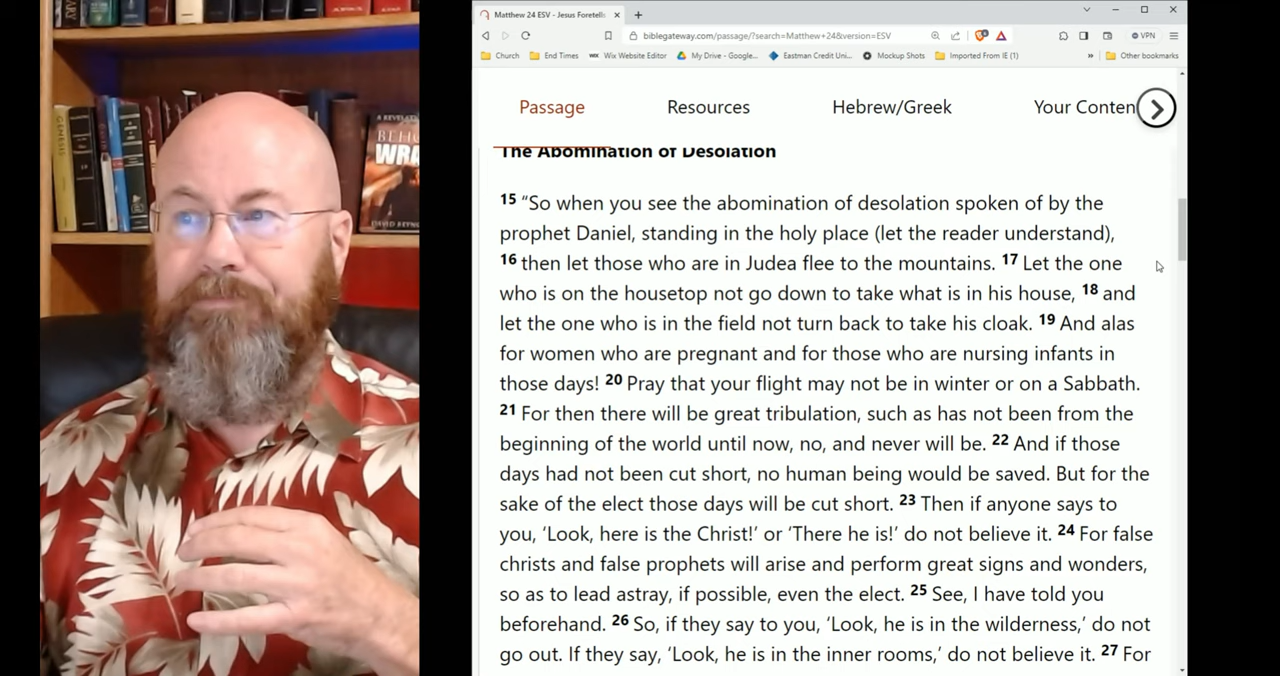 Matthew 24 ESV - Jesus Foretells
biblegateway.com/passage/?search=Matthew+24&version=ESV
VPN
Church
End Times
Wix Website Editor
My Drive - Google...
Eastman Credit Uni...
Mockup Shots
Imported From IE (1)
»
Other bookmarks
Passage
Resources
Hebrew/Greek
Your Conten
The Abomination of Desolation
15 “So when you see the abomination of desolation spoken of by the
prophet Daniel, standing in the holy place (let the reader understand),
16 then let those who are in Judea flee to the mountains. 17 Let the one
who is on the housetop not go down to take what is in his house, 18 and
let the one who is in the field not turn back to take his cloak. 19 And alas
for women who are pregnant and for those who are nursing infants in
those days! 20 Pray that your flight may not be in winter or on a Sabbath.
21 For then there will be great tribulation, such as has not been from the
beginning of the world until now, no, and never will be. 22 And if those
days had not been cut short, no human being would be saved. But for the
sake of the elect those days will be cut short. 23 Then if anyone says to
you, ‘Look, here is the Christ!’ or ‘There he is!’ do not believe it. 24 For false
christs and false prophets will arise and perform great signs and wonders,
so as to lead astray, if possible, even the elect. 25 See, I have told you
beforehand. 26 So, if they say to you, ‘Look, he is in the wilderness,’ do not
go out. If they say, ‘Look, he is in the inner rooms,’ do not believe it. 27 For
GENESIS
WRA